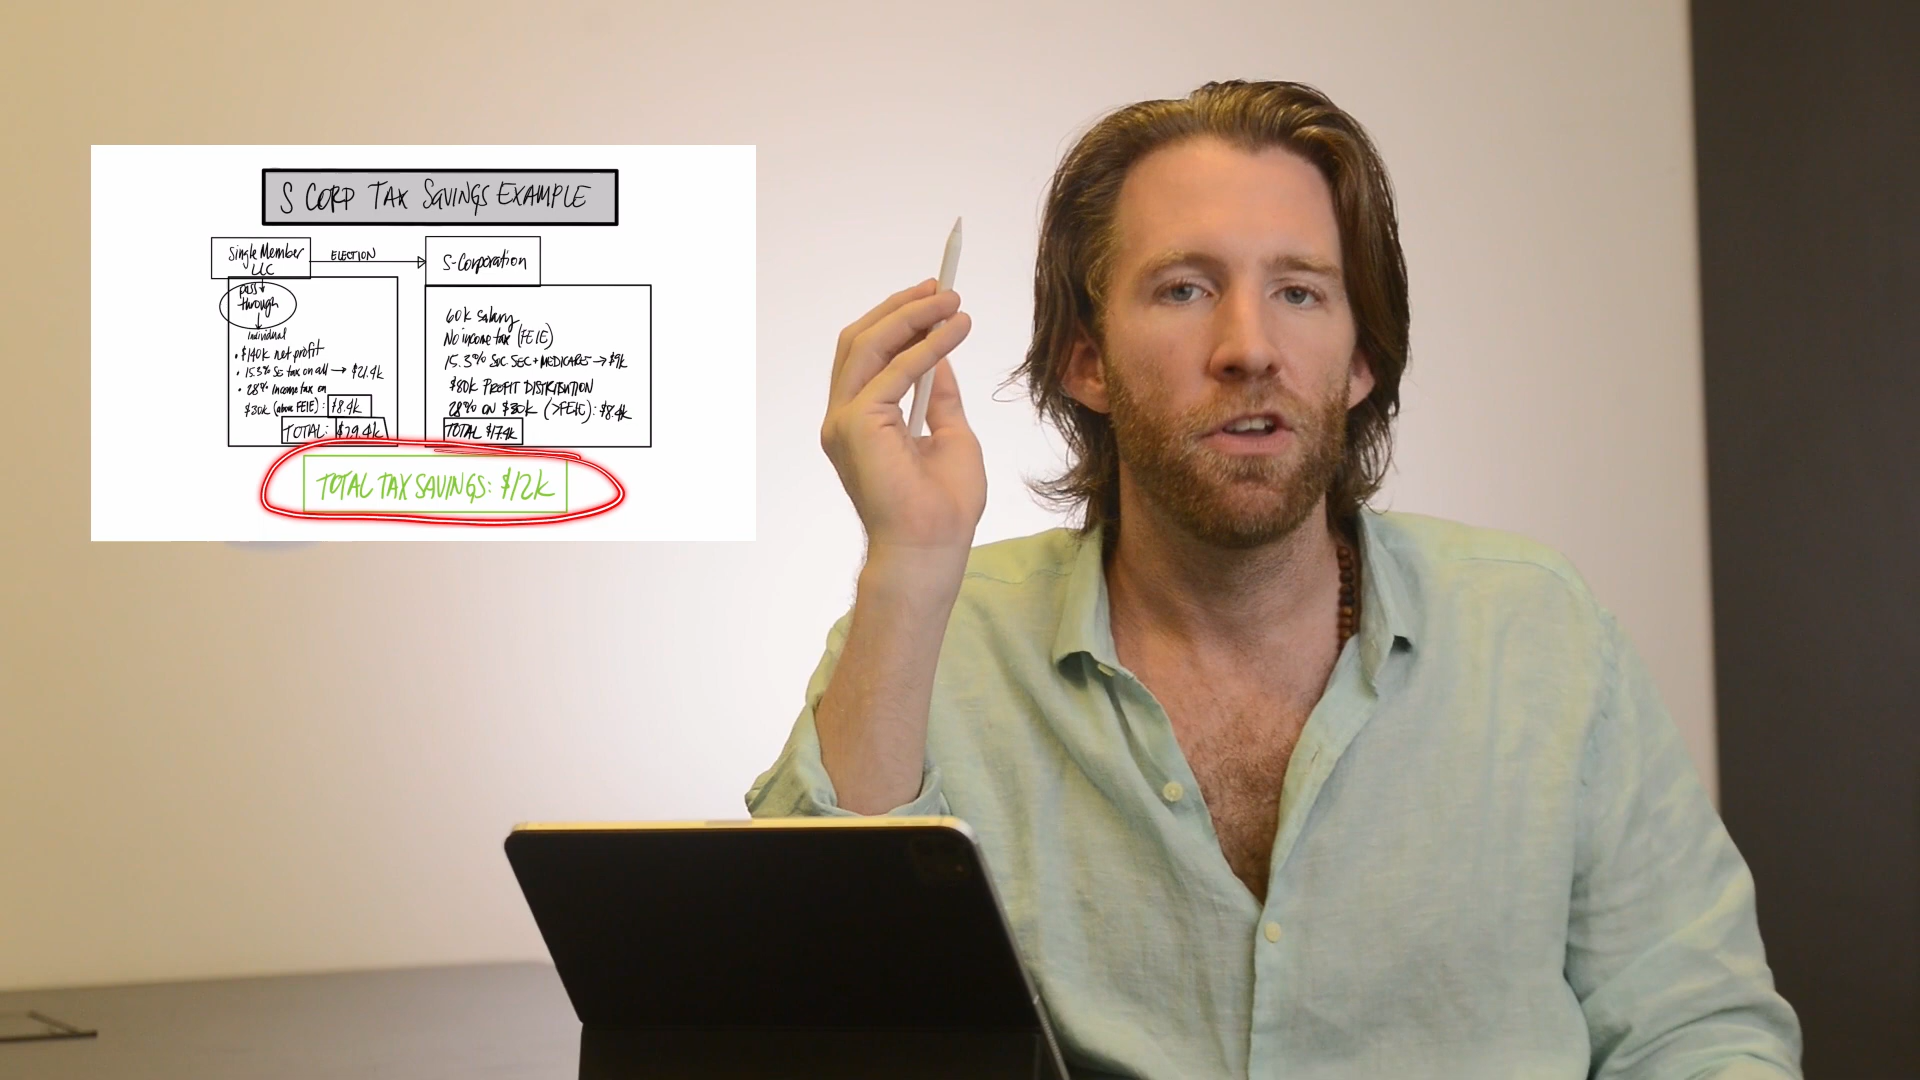 S CORP TAX SAVINGS EXAMPLE
Single Member
LLC
ELECTION
S-Corporation
pass
through
Individual
• $140k net profit
• 15.3% SE tax on all → $21.4k
• 28% Income tax on
$30k (above FEIE): $8.4k
TOTAL: $29.4k
60k Salary
No income tax (FEIE)
15.3% SOC SEC + MEDICARE → $9k
$80k PROFIT DISTRIBUTION
28% ON $30k (>FEIE): $8.4k
TOTAL $17.4k
TOTAL TAX SAVINGS: $12k